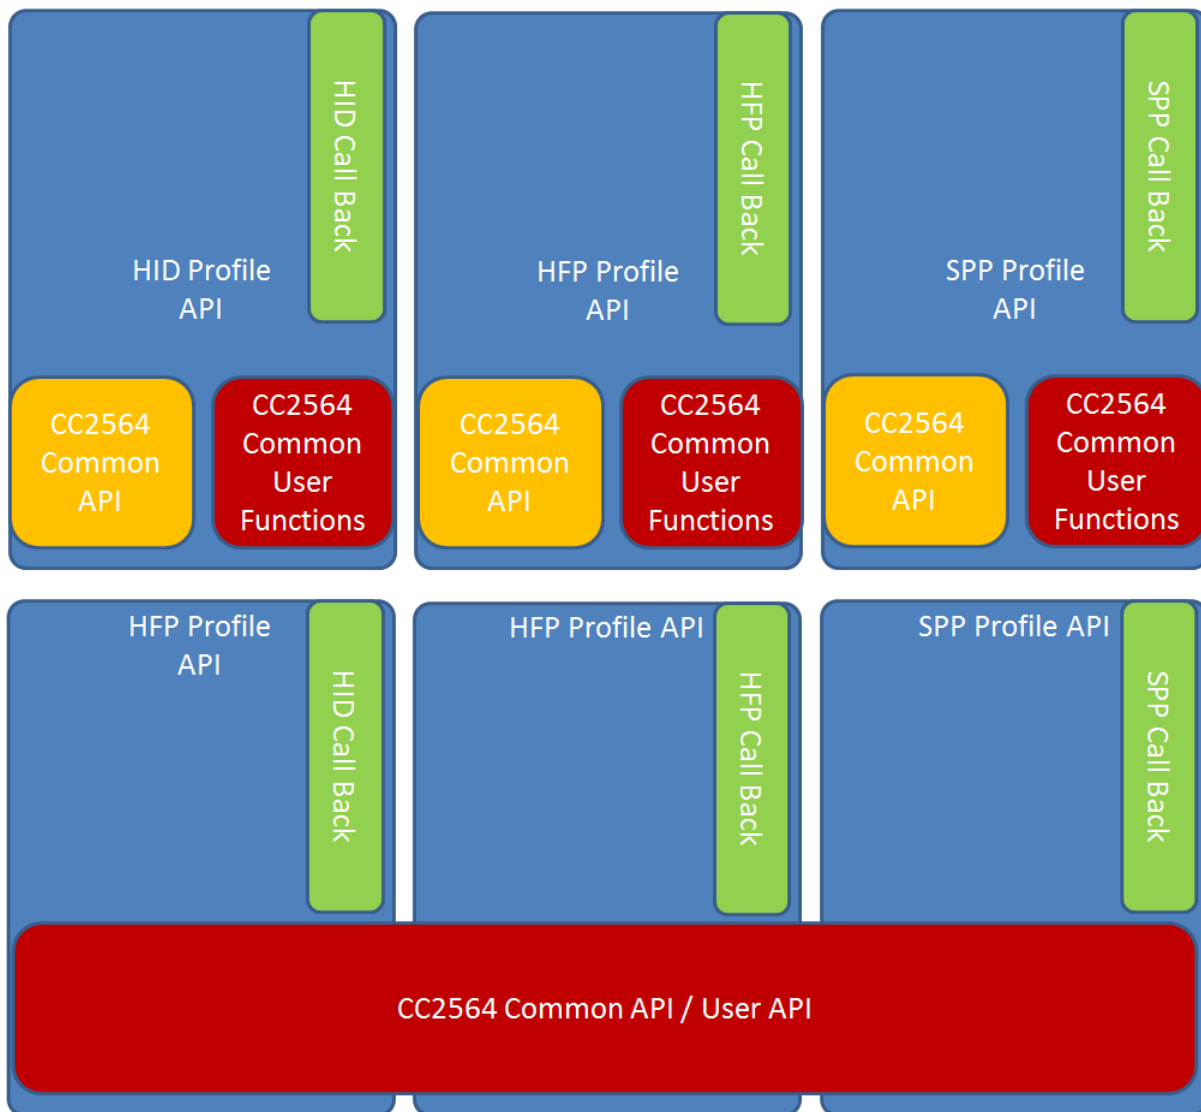 HID Call Back
HID Profile
API
CC2564
Common
API
CC2564
Common
User
Functions
HFP Call Back
HFP Profile
API
CC2564
Common
API
CC2564
Common
User
Functions
SPP Call Back
SPP Profile
API
CC2564
Common
API
CC2564
Common
User
Functions
HFP Profile
API
HID Call Back
HFP Profile API
HFP Call Back
SPP Profile API
SPP Call Back
CC2564 Common API / User API